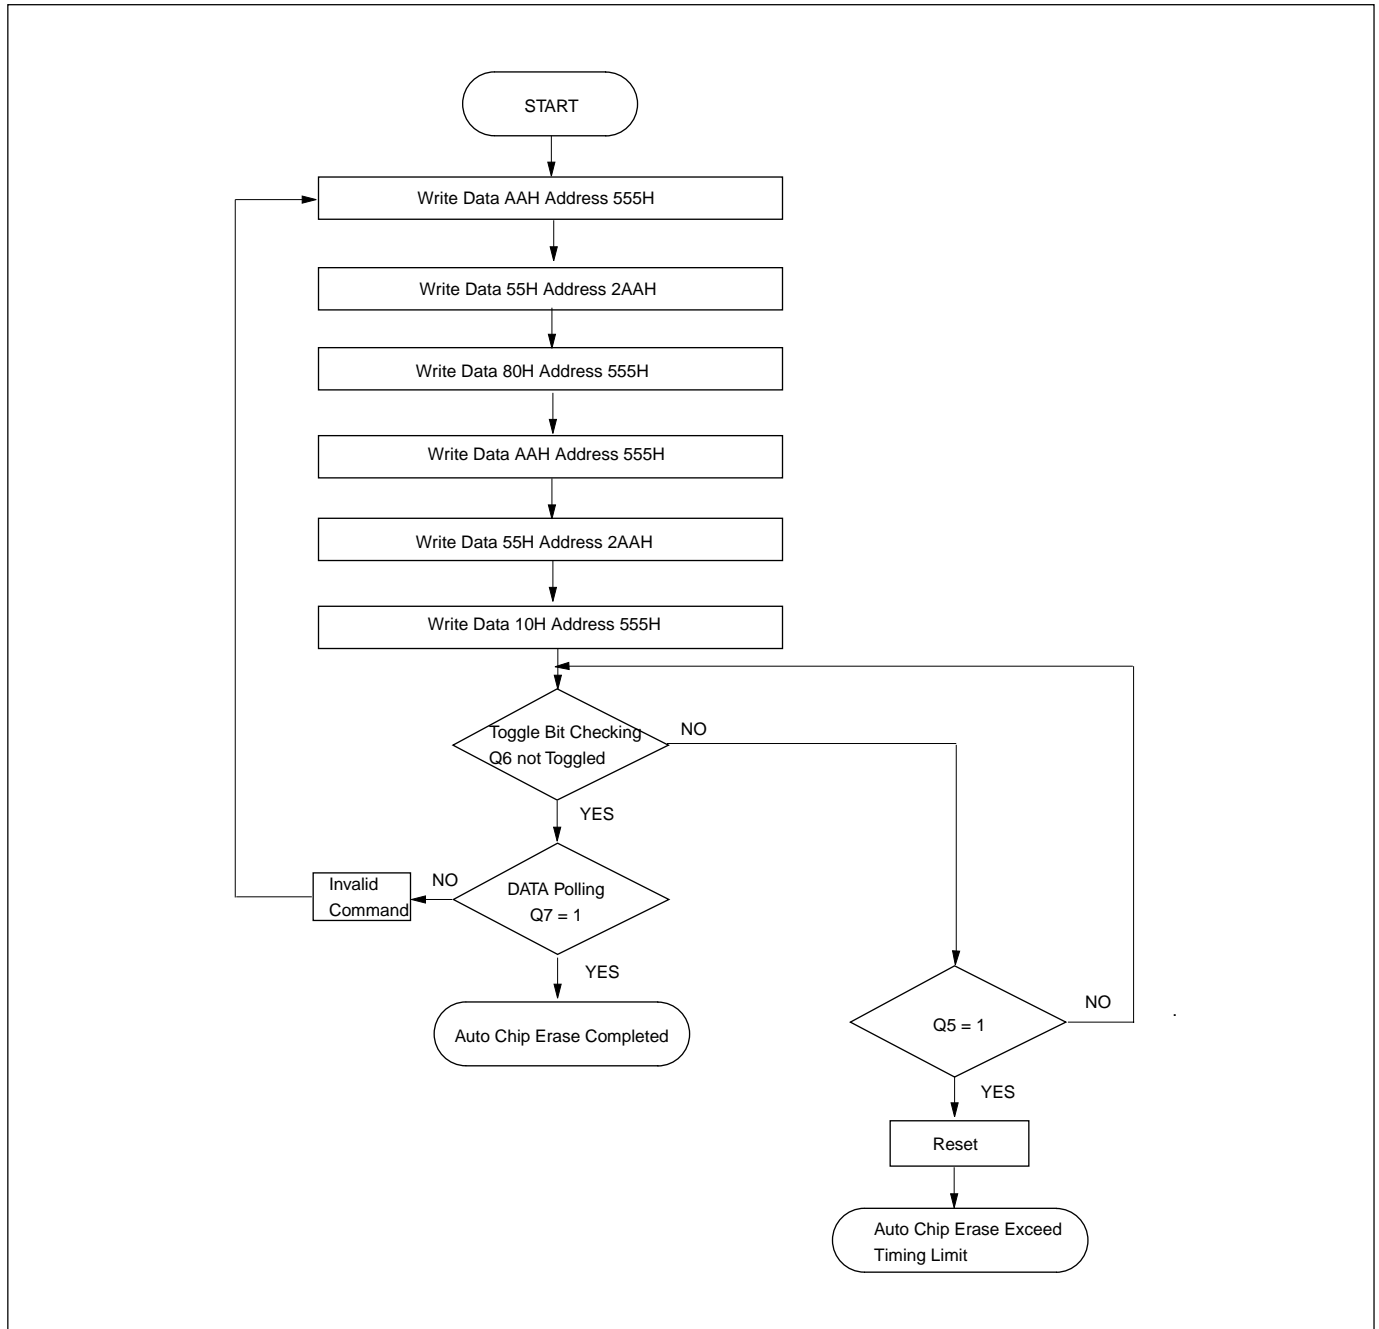 START
Write Data AAH Address 555H
Write Data 55H Address 2AAH
Write Data 80H Address 555H
Write Data AAH Address 555H
Write Data 55H Address 2AAH
Write Data 10H Address 555H
Toggle Bit Checking
Q6 not Toggled
NO
YES
Invalid
Command
NO
DATA Polling
Q7 = 1
YES
Auto Chip Erase Completed
Q5 = 1
NO
.
YES
Reset
Auto Chip Erase Exceed
Timing Limit